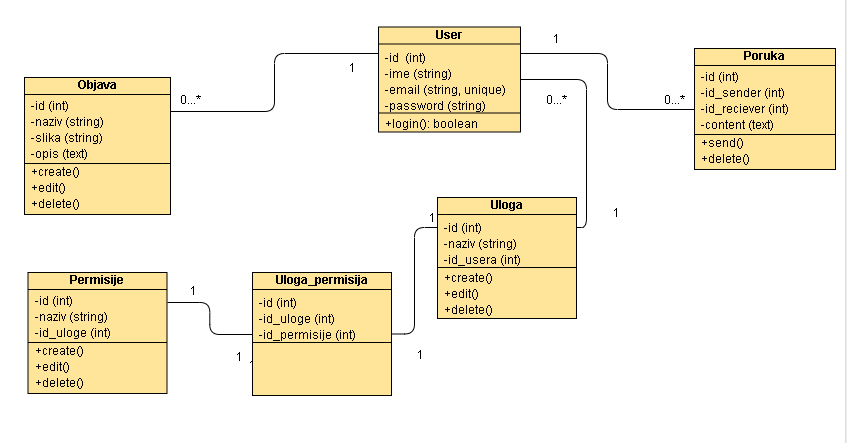 User
-id (int)
-ime (string)
-email (string, unique)
-password (string)
+login(): boolean
1
0...*
1
0...*
0...*
1
Objava
-id (int)
-naziv (string)
-slika (string)
-opis (text)
+create()
+edit()
+delete()
Poruka
-id (int)
-id_sender (int)
-id_reciever (int)
-content (text)
+send()
+delete()
Uloga
-id (int)
-naziv (string)
-id_usera (int)
+create()
+edit()
+delete()
1
1
Permisije
-id (int)
-naziv (string)
-id_uloge (int)
+create()
+edit()
+delete()
1
1
Uloga_permisija
-id (int)
-id_uloge (int)
-id_permisije (int)